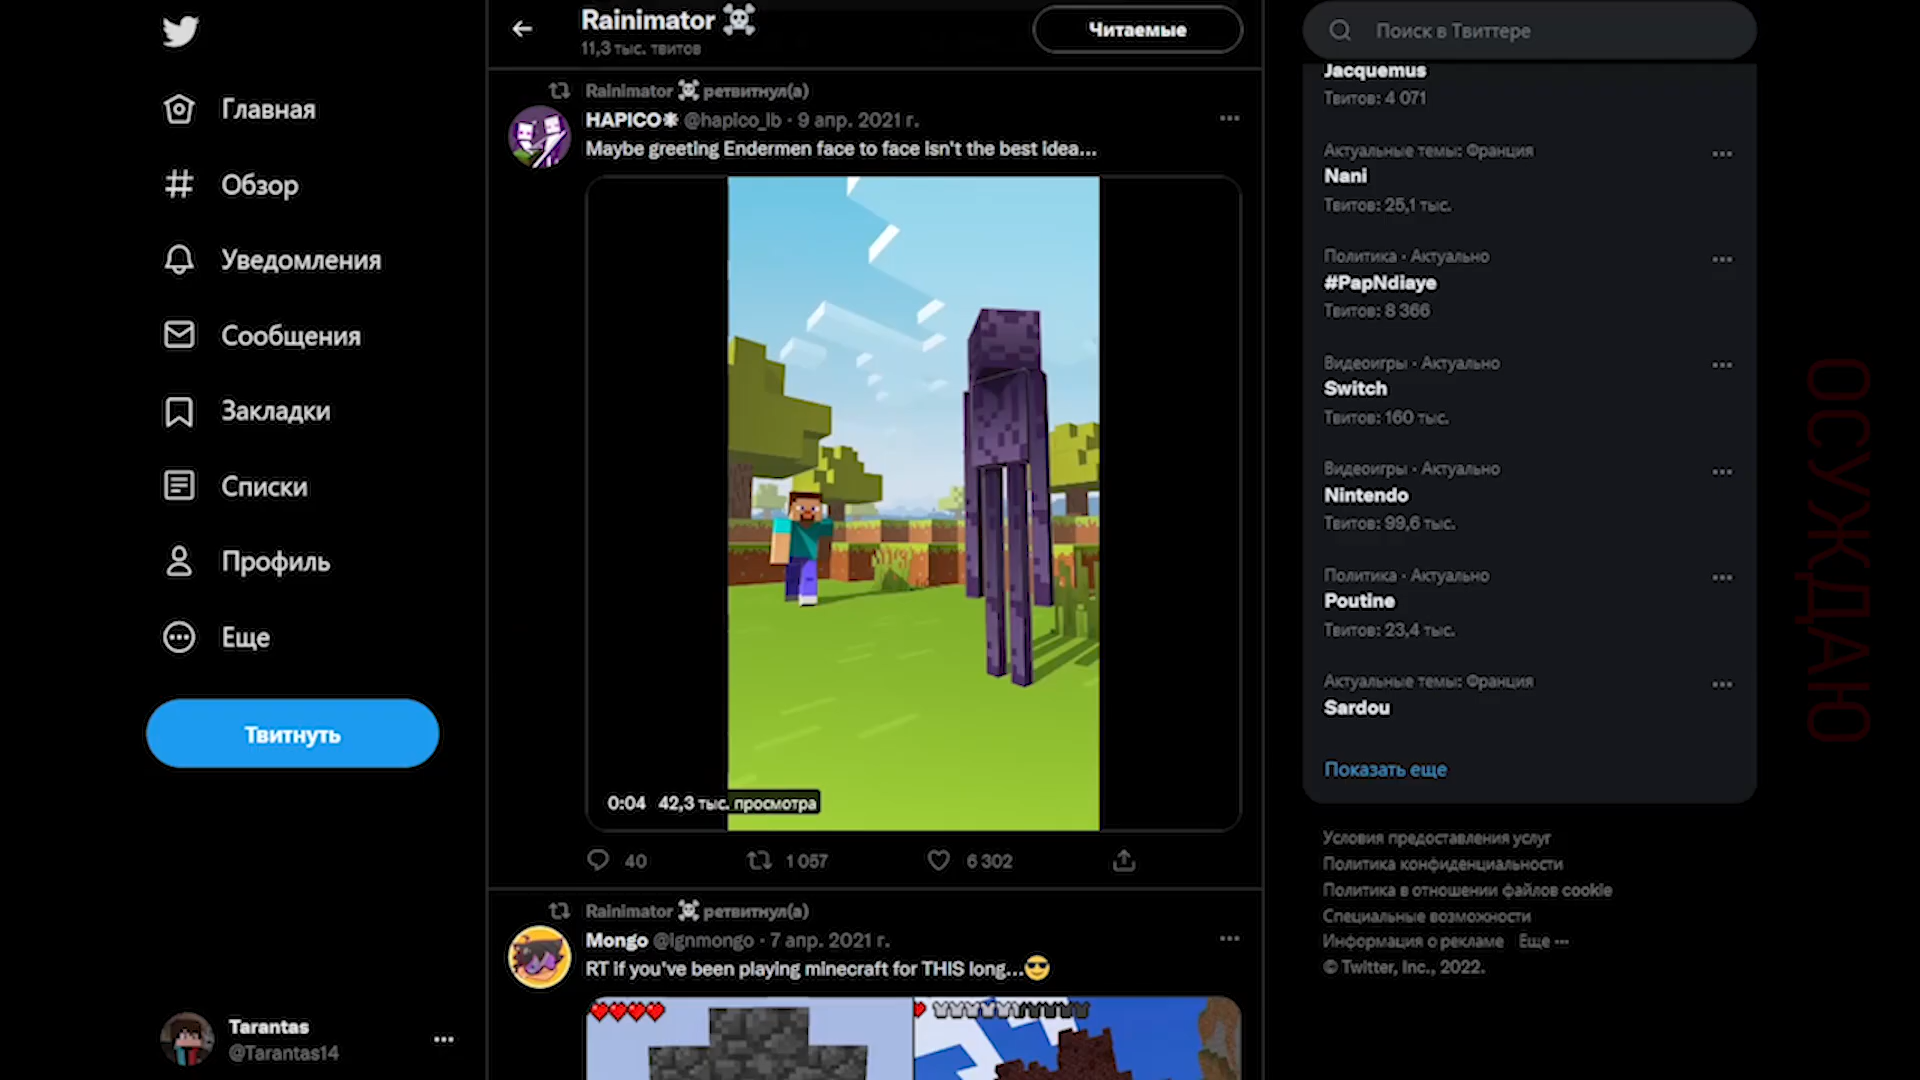 Главная
Обзор
Уведомления
Сообщения
Закладки
Списки
Профиль
Еще
Твитнуть
Tarantas
@Tarantas14
Rainimator
11,3 тыс. твитов
Читаемые
Rainimator ретвитнул(а)
HAPICO @hapico_lb · 9 апр. 2021 г.
Maybe greeting Endermen face to face isn't the best idea...
0:04 42,3 тыс. просмотра
40 1 057 6 302
Rainimator ретвитнул(а)
Mongo @ignmongo · 7 апр. 2021 г.
RT if you've been playing minecraft for THIS long...😎
Поиск в Твиттере
Jacquemus
Твитов: 4 071
Актуальные темы: Франция
Nani
Твитов: 25,1 тыс.
Политика · Актуально
#PapNdiaye
Твитов: 8 366
Видеоигры · Актуально
Switch
Твитов: 160 тыс.
Видеоигры · Актуально
Nintendo
Твитов: 99,6 тыс.
Политика · Актуально
Poutine
Твитов: 23,4 тыс.
Актуальные темы: Франция
Sardou
Показать еще
Условия предоставления услуг
Политика конфиденциальности
Политика в отношении файлов cookie
Специальные возможности
Информация о рекламе Еще ···
© Twitter, Inc., 2022.
ОСУЖДАЮ